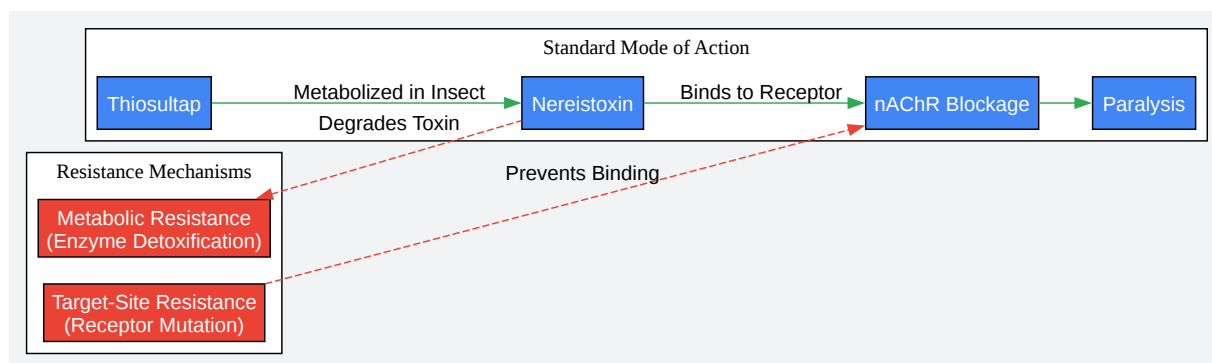 Standard Mode of Action
Thiosultap
Metabolized in Insect
Nereistoxin
Binds to Receptor
nAChR Blockage
Paralysis
Degrades Toxin
Resistance Mechanisms
Prevents Binding
Metabolic Resistance
(Enzyme Detoxification)
Target-Site Resistance
(Receptor Mutation)